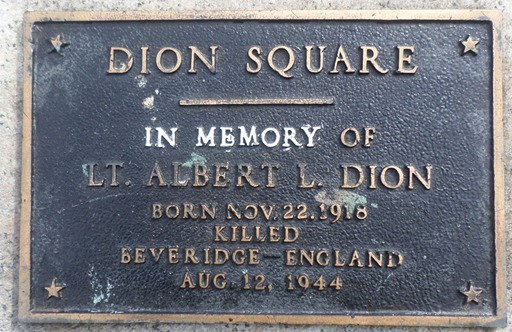 DION SQUARE
IN MEMORY OF
LT. ALBERT L. DION
BORN NOV. 22. 1918
KILLED
BEVERIDGE—ENGLAND
AUG. 12, 1944